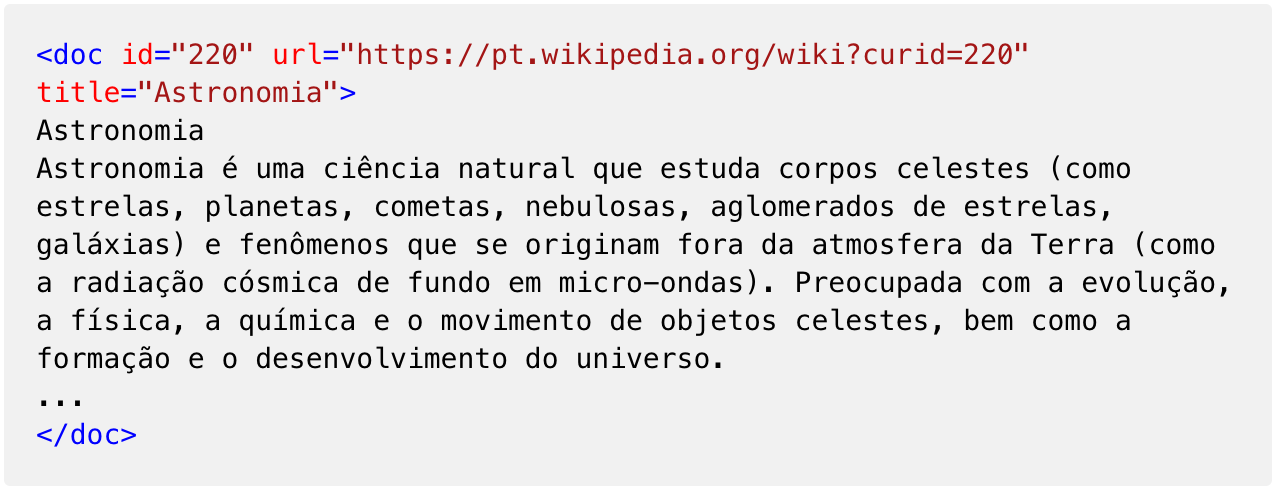 <doc id="220" url="https://pt.wikipedia.org/wiki?curid=220"
title="Astronomia">
Astronomia
Astronomia é uma ciência natural que estuda corpos celestes (como
estrelas, planetas, cometas, nebulosas, aglomerados de estrelas,
galáxias) e fenômenos que se originam fora da atmosfera da Terra (como
a radiação cósmica de fundo em micro-ondas). Preocupada com a evolução,
a física, a química e o movimento de objetos celestes, bem como a
formação e o desenvolvimento do universo.
...
</doc>